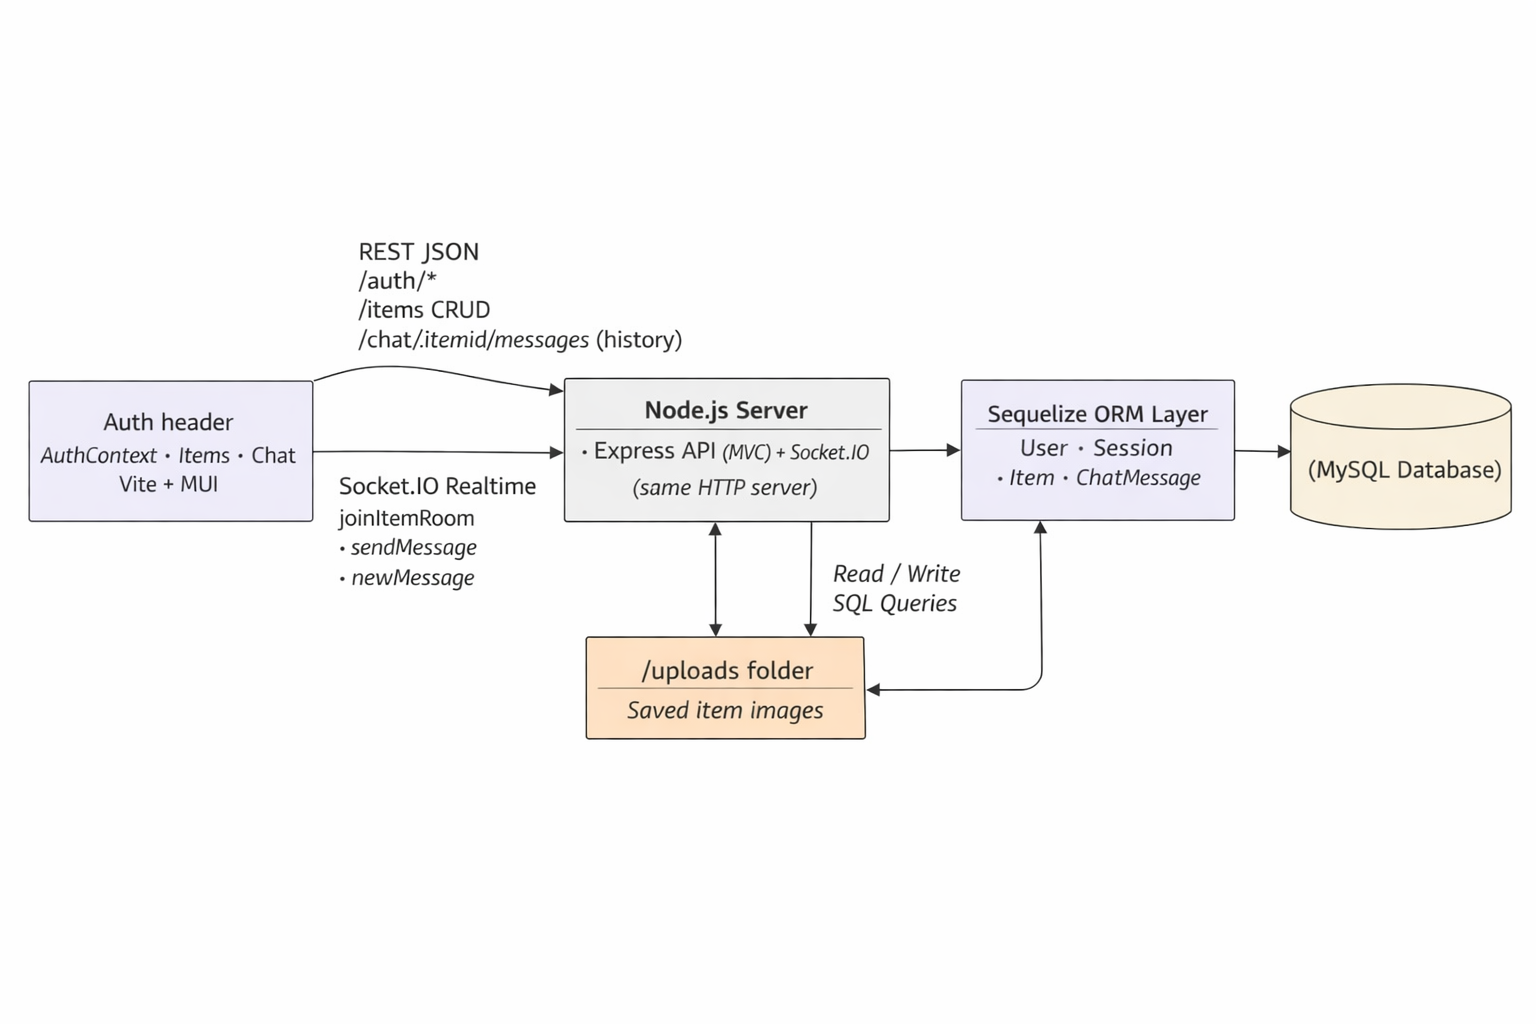 REST JSON
/auth/*
/items CRUD
/chat/.itemid/messages (history)
Auth header
AuthContext · Items · Chat
Vite + MUI
Socket.IO Realtime
joinItemRoom
• sendMessage
• newMessage
Node.js Server
• Express API (MVC) + Socket.IO
(same HTTP server)
Sequelize ORM Layer
User · Session
• Item · ChatMessage
(MySQL Database)
Read / Write
SQL Queries
/uploads folder
Saved item images